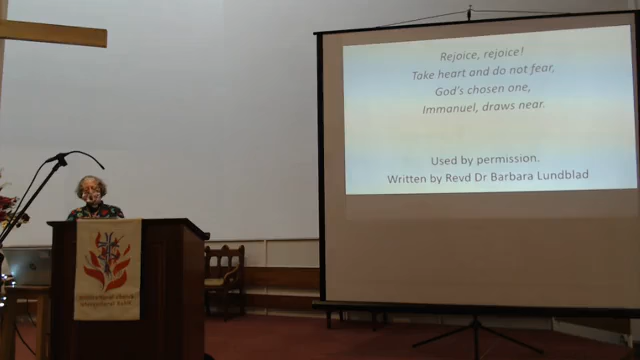 Rejoice, rejoice!
Take heart and do not fear,
God's chosen one,
Immanuel, draws near.
Used by permission.
Written by Revd Dr Barbara Lundblad